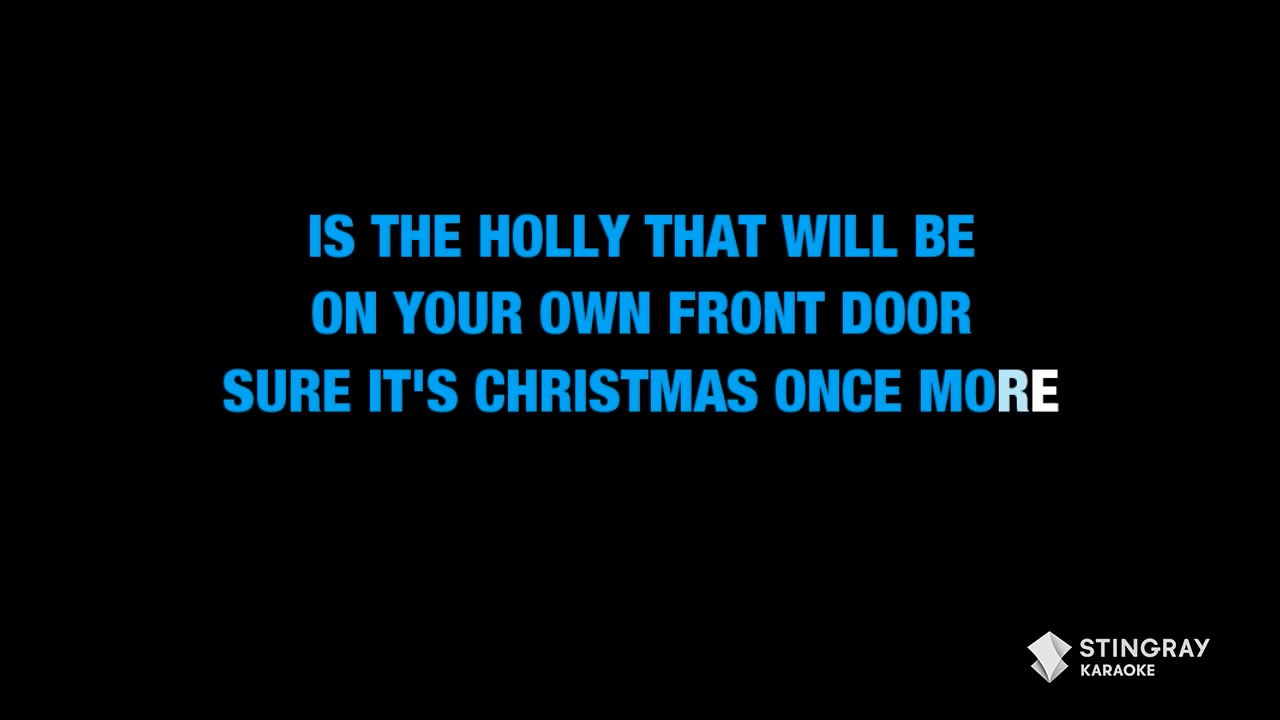 IS THE HOLLY THAT WILL BE
ON YOUR OWN FRONT DOOR
SURE IT'S CHRISTMAS ONCE MORE
STINGRAY
KARAOKE